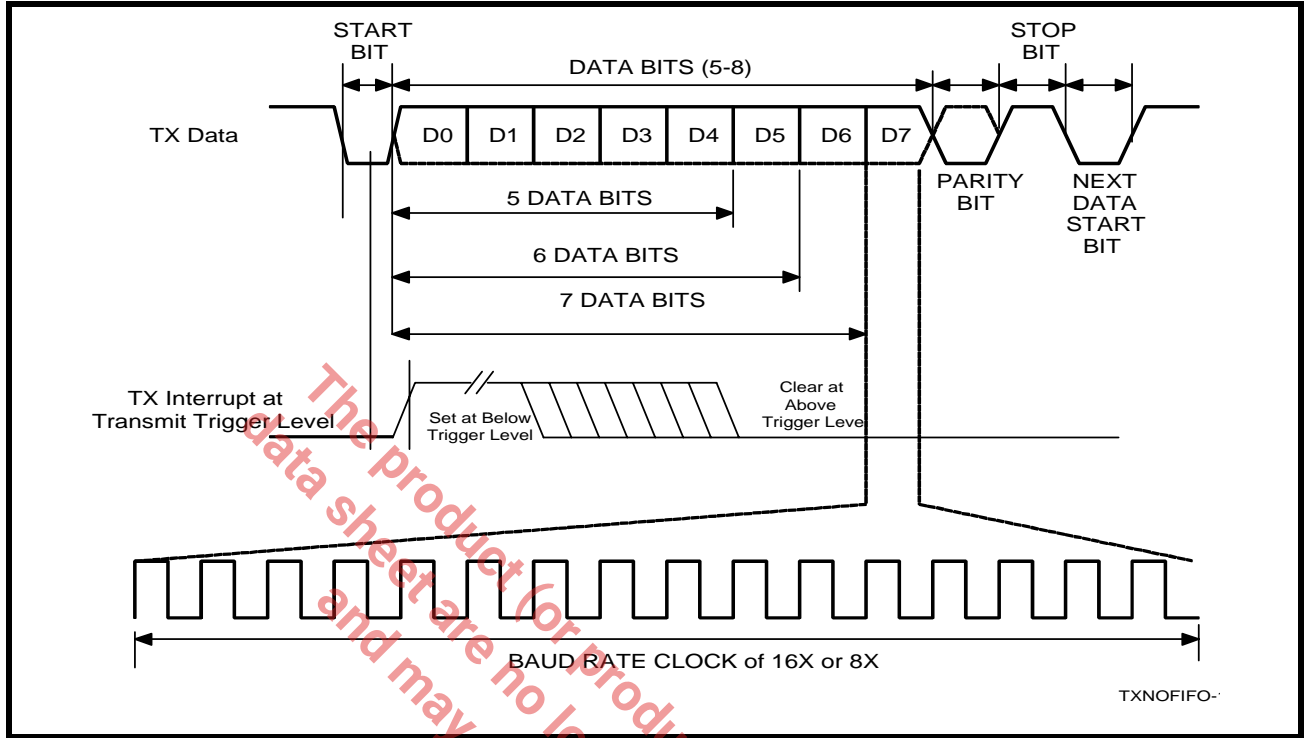 START
BIT
DATA BITS (5-8)
STOP
BIT
TX Data
D0 D1 D2 D3 D4 D5 D6 D7
PARITY
BIT
NEXT
DATA
START
BIT
5 DATA BITS
6 DATA BITS
7 DATA BITS
TX Interrupt at
Transmit Trigger Level
Set at Below
Trigger Level
Clear at
Above
Trigger Leve
BAUD RATE CLOCK of 16X or 8X
TXNOFIFO-
The product (or produ
data sheet are no lo
and may